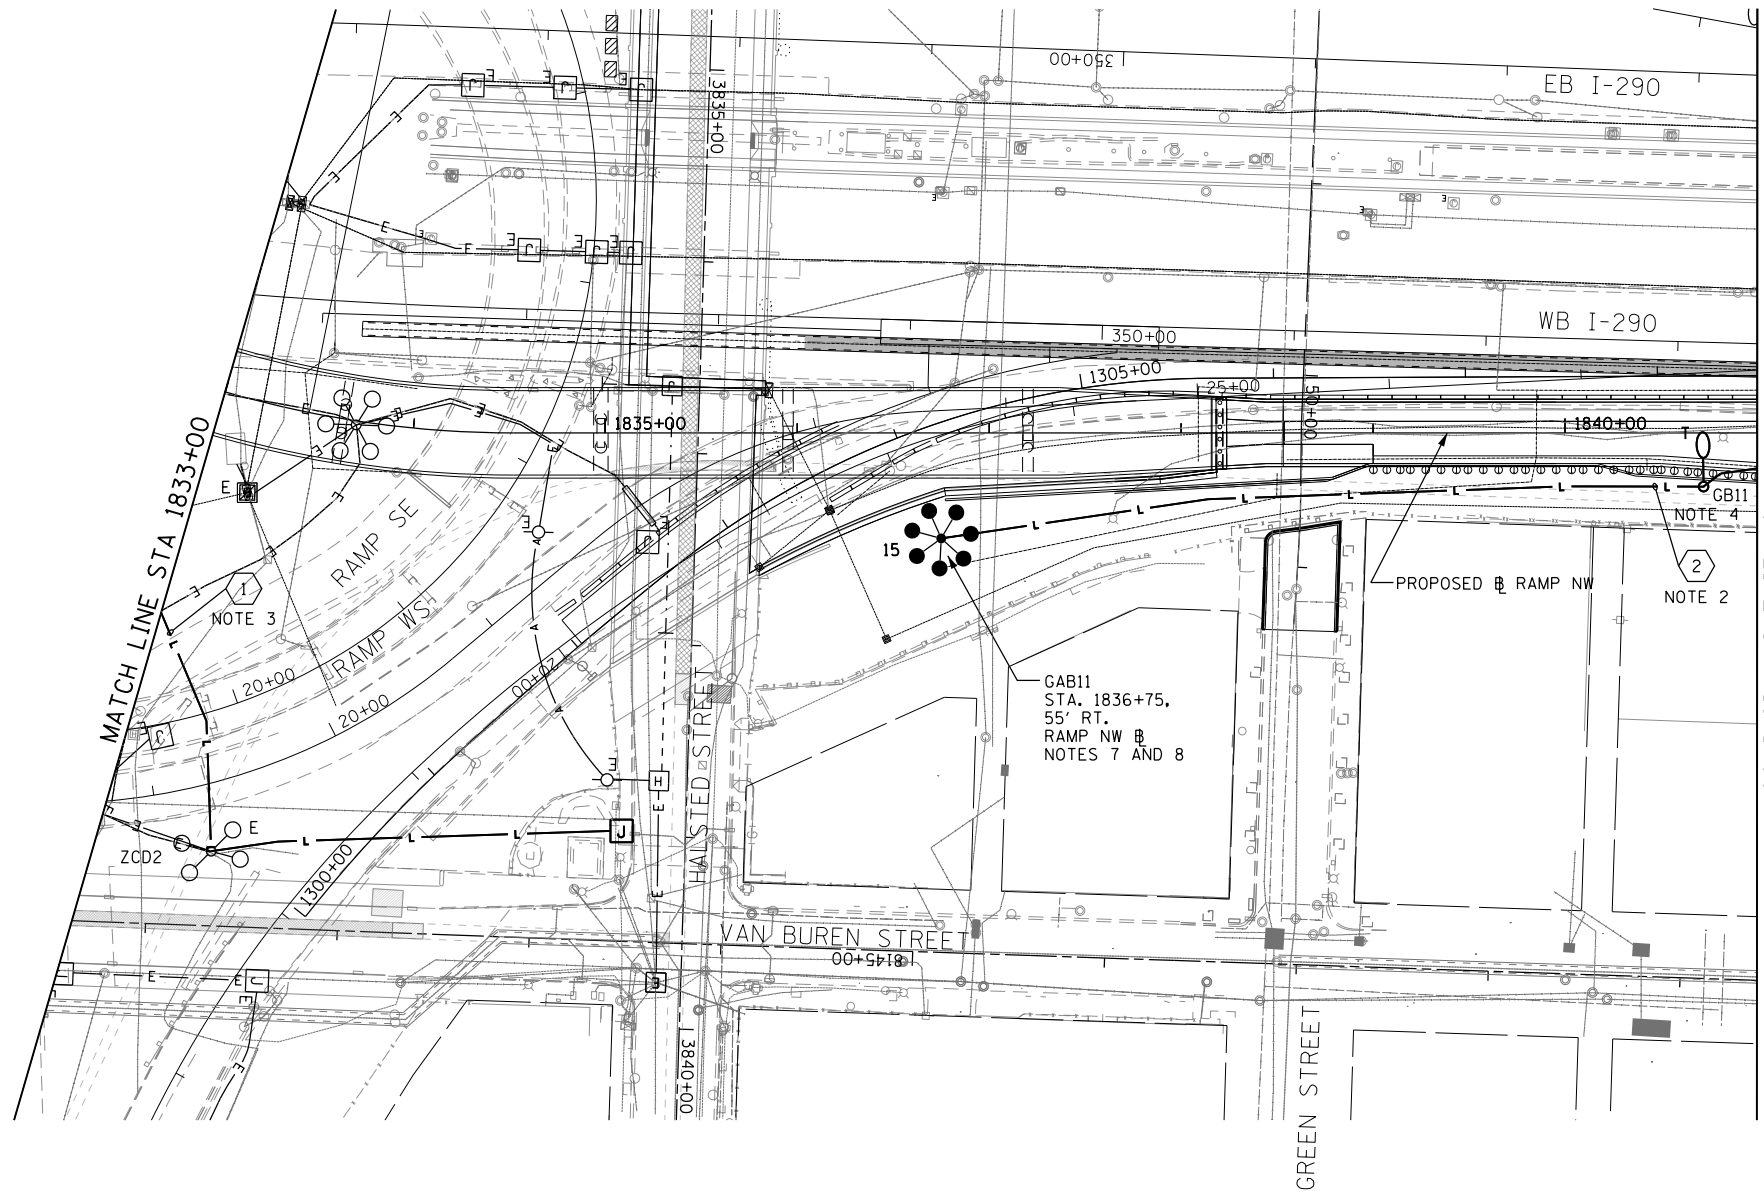 350+00
EB I-290
3835+00
WB I-290
350+00
1305+00
25+00
50+00
1835+00
1840+00
T
MATCH LINE STA 1833+00
E
RAMP SE
GB11
NOTE 4
15
1
NOTE 3
2
NOTE 2
PROPOSED ℄ RAMP NW
RAMP WS
20+00
20+00
20+00
GAB11
STA. 1836+75,
55' RT.
RAMP NW ℄
NOTES 7 AND 8
HALSTED STREET
H
J
E
ZCD2
1300+00
VAN BUREN STREET
8145+00
J
E
3840+00
GREEN STREET